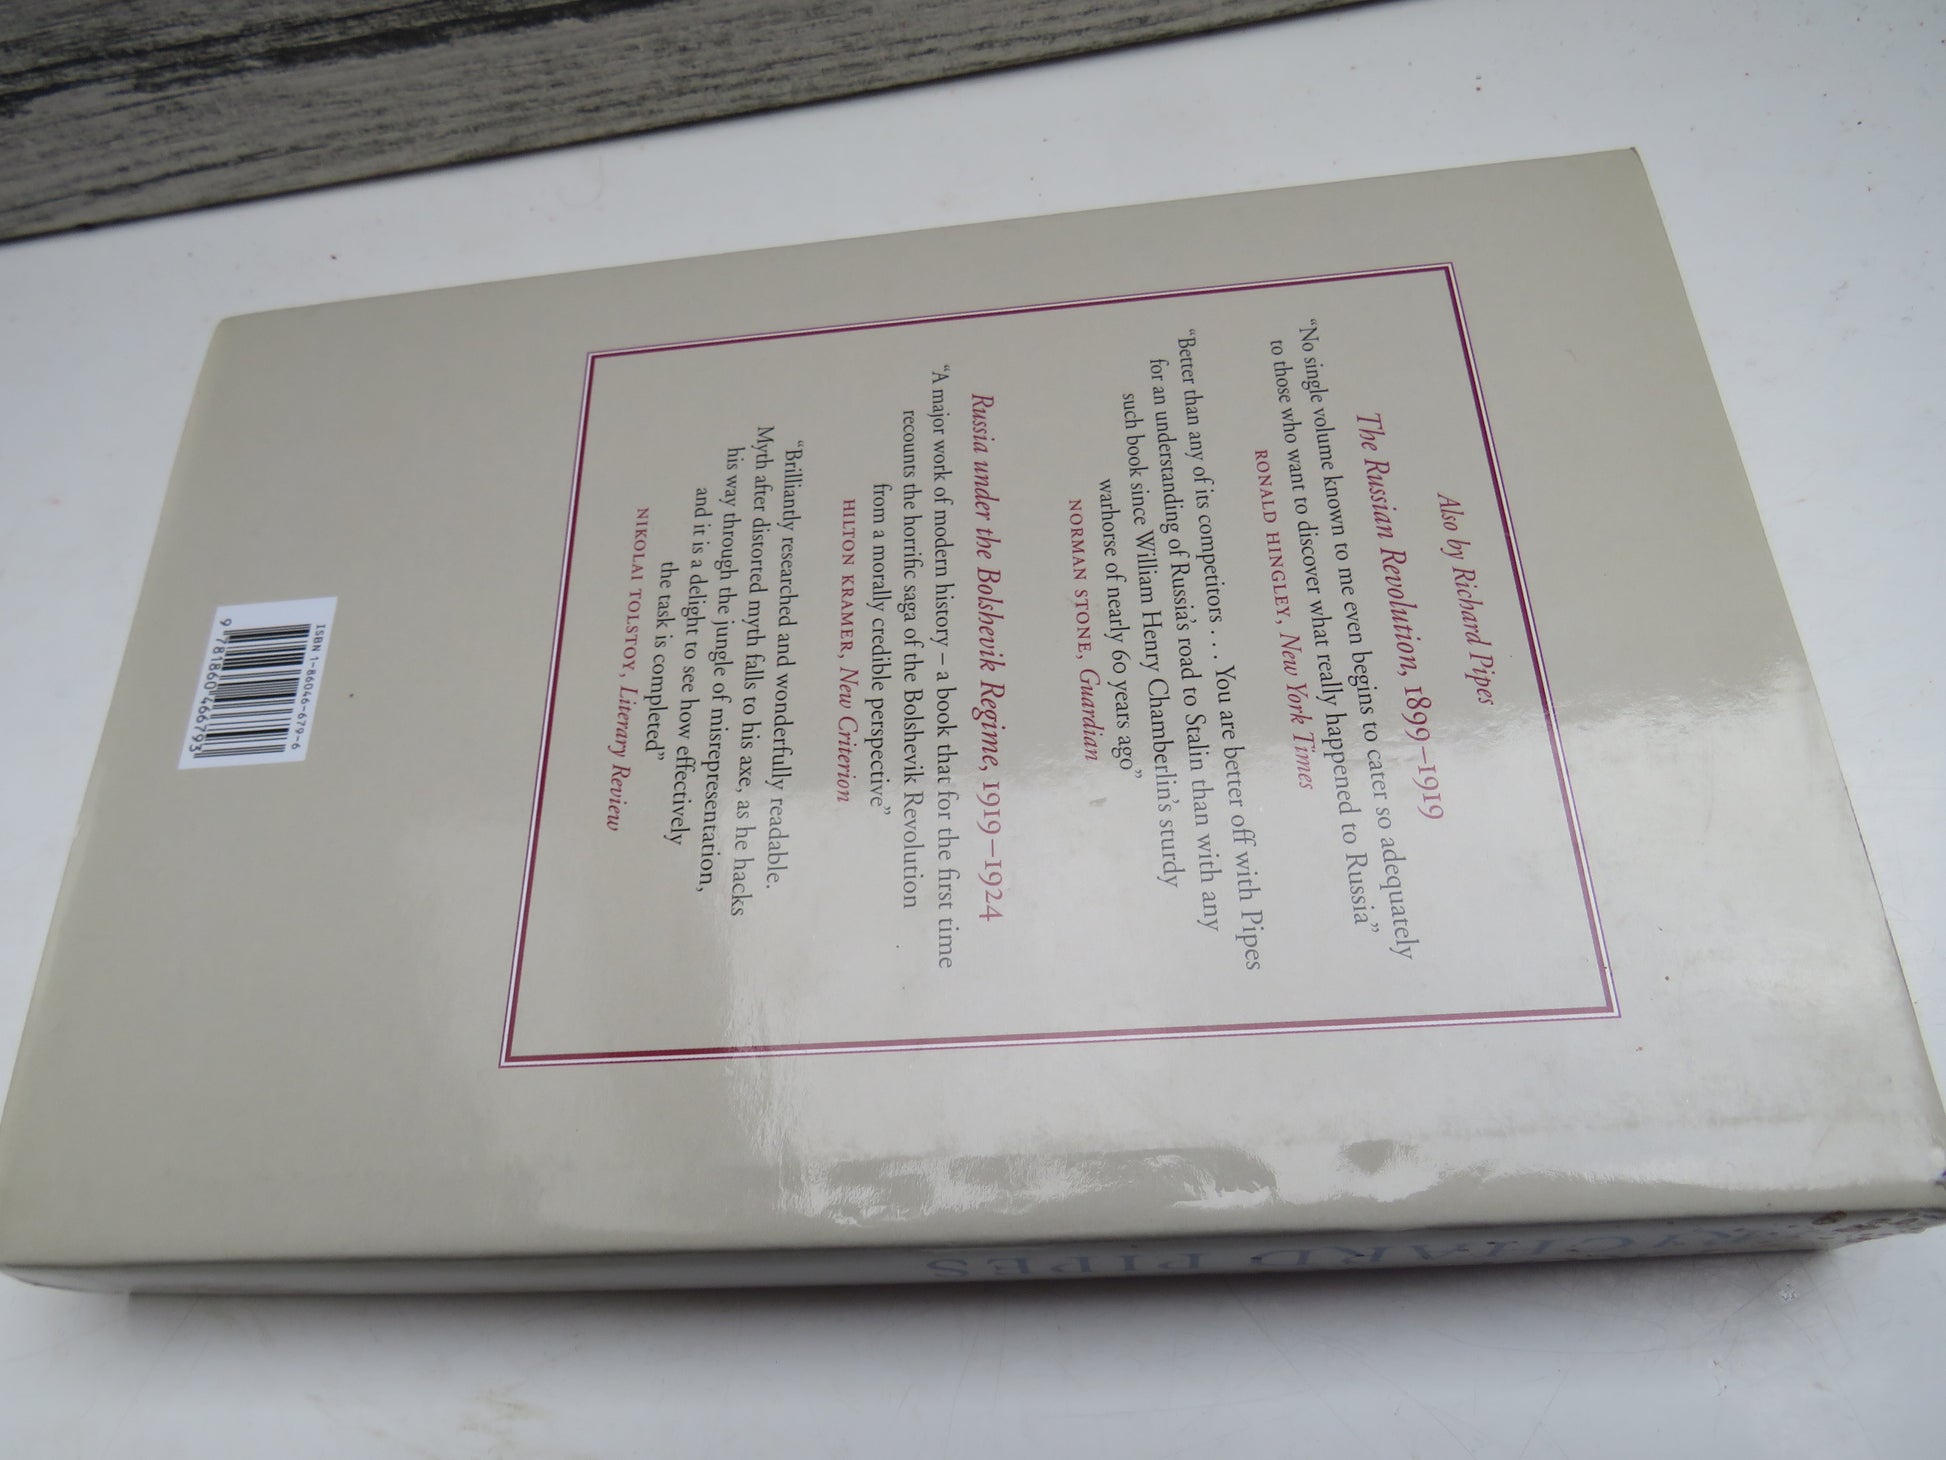 Also by Richard Pipes
The Russian Revolution, 1899–1919
“No single volume known to me even begins to cater so adequately
to those who want to discover what really happened to Russia”
RONALD HINGLEY, New York Times
“Better than any of its competitors . . . You are better off with Pipes
for an understanding of Russia’s road to Stalin than with any
such book since William Henry Chamberlin’s sturdy
warhorse of nearly 60 years ago”
NORMAN STONE, Guardian
Russia under the Bolshevik Regime, 1919–1924
“A major work of modern history – a book that for the first time
recounts the horrific saga of the Bolshevik Revolution
from a morally credible perspective”
HILTON KRAMER, New Criterion
“Brilliantly researched and wonderfully readable.
Myth after distorted myth falls to his axe, as he hacks
his way through the jungle of misrepresentation,
and it is a delight to see how effectively
the task is completed”
NIKOLAI TOLSTOY, Literary Review
ISBN 1-86046-679-6
9 781860 466793
RICHARD PIPES